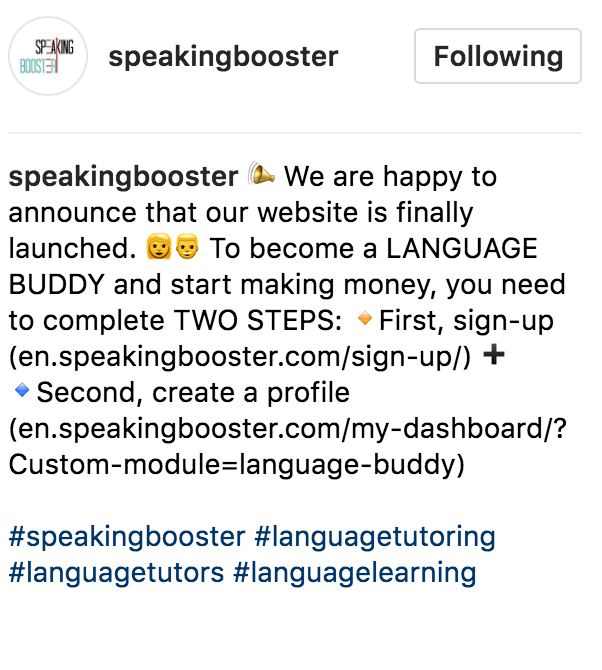 SPEAKING
BOOSTER
speakingbooster
Following
speakingbooster 📯 We are happy to
announce that our website is finally
launched. 👩👨 To become a LANGUAGE
BUDDY and start making money, you need
to complete TWO STEPS: 🔸First, sign-up
(en.speakingbooster.com/sign-up/) ➕
🔹Second, create a profile
(en.speakingbooster.com/my-dashboard/?
Custom-module=language-buddy)
#speakingbooster #languagetutoring
#languagetutors #languagelearning